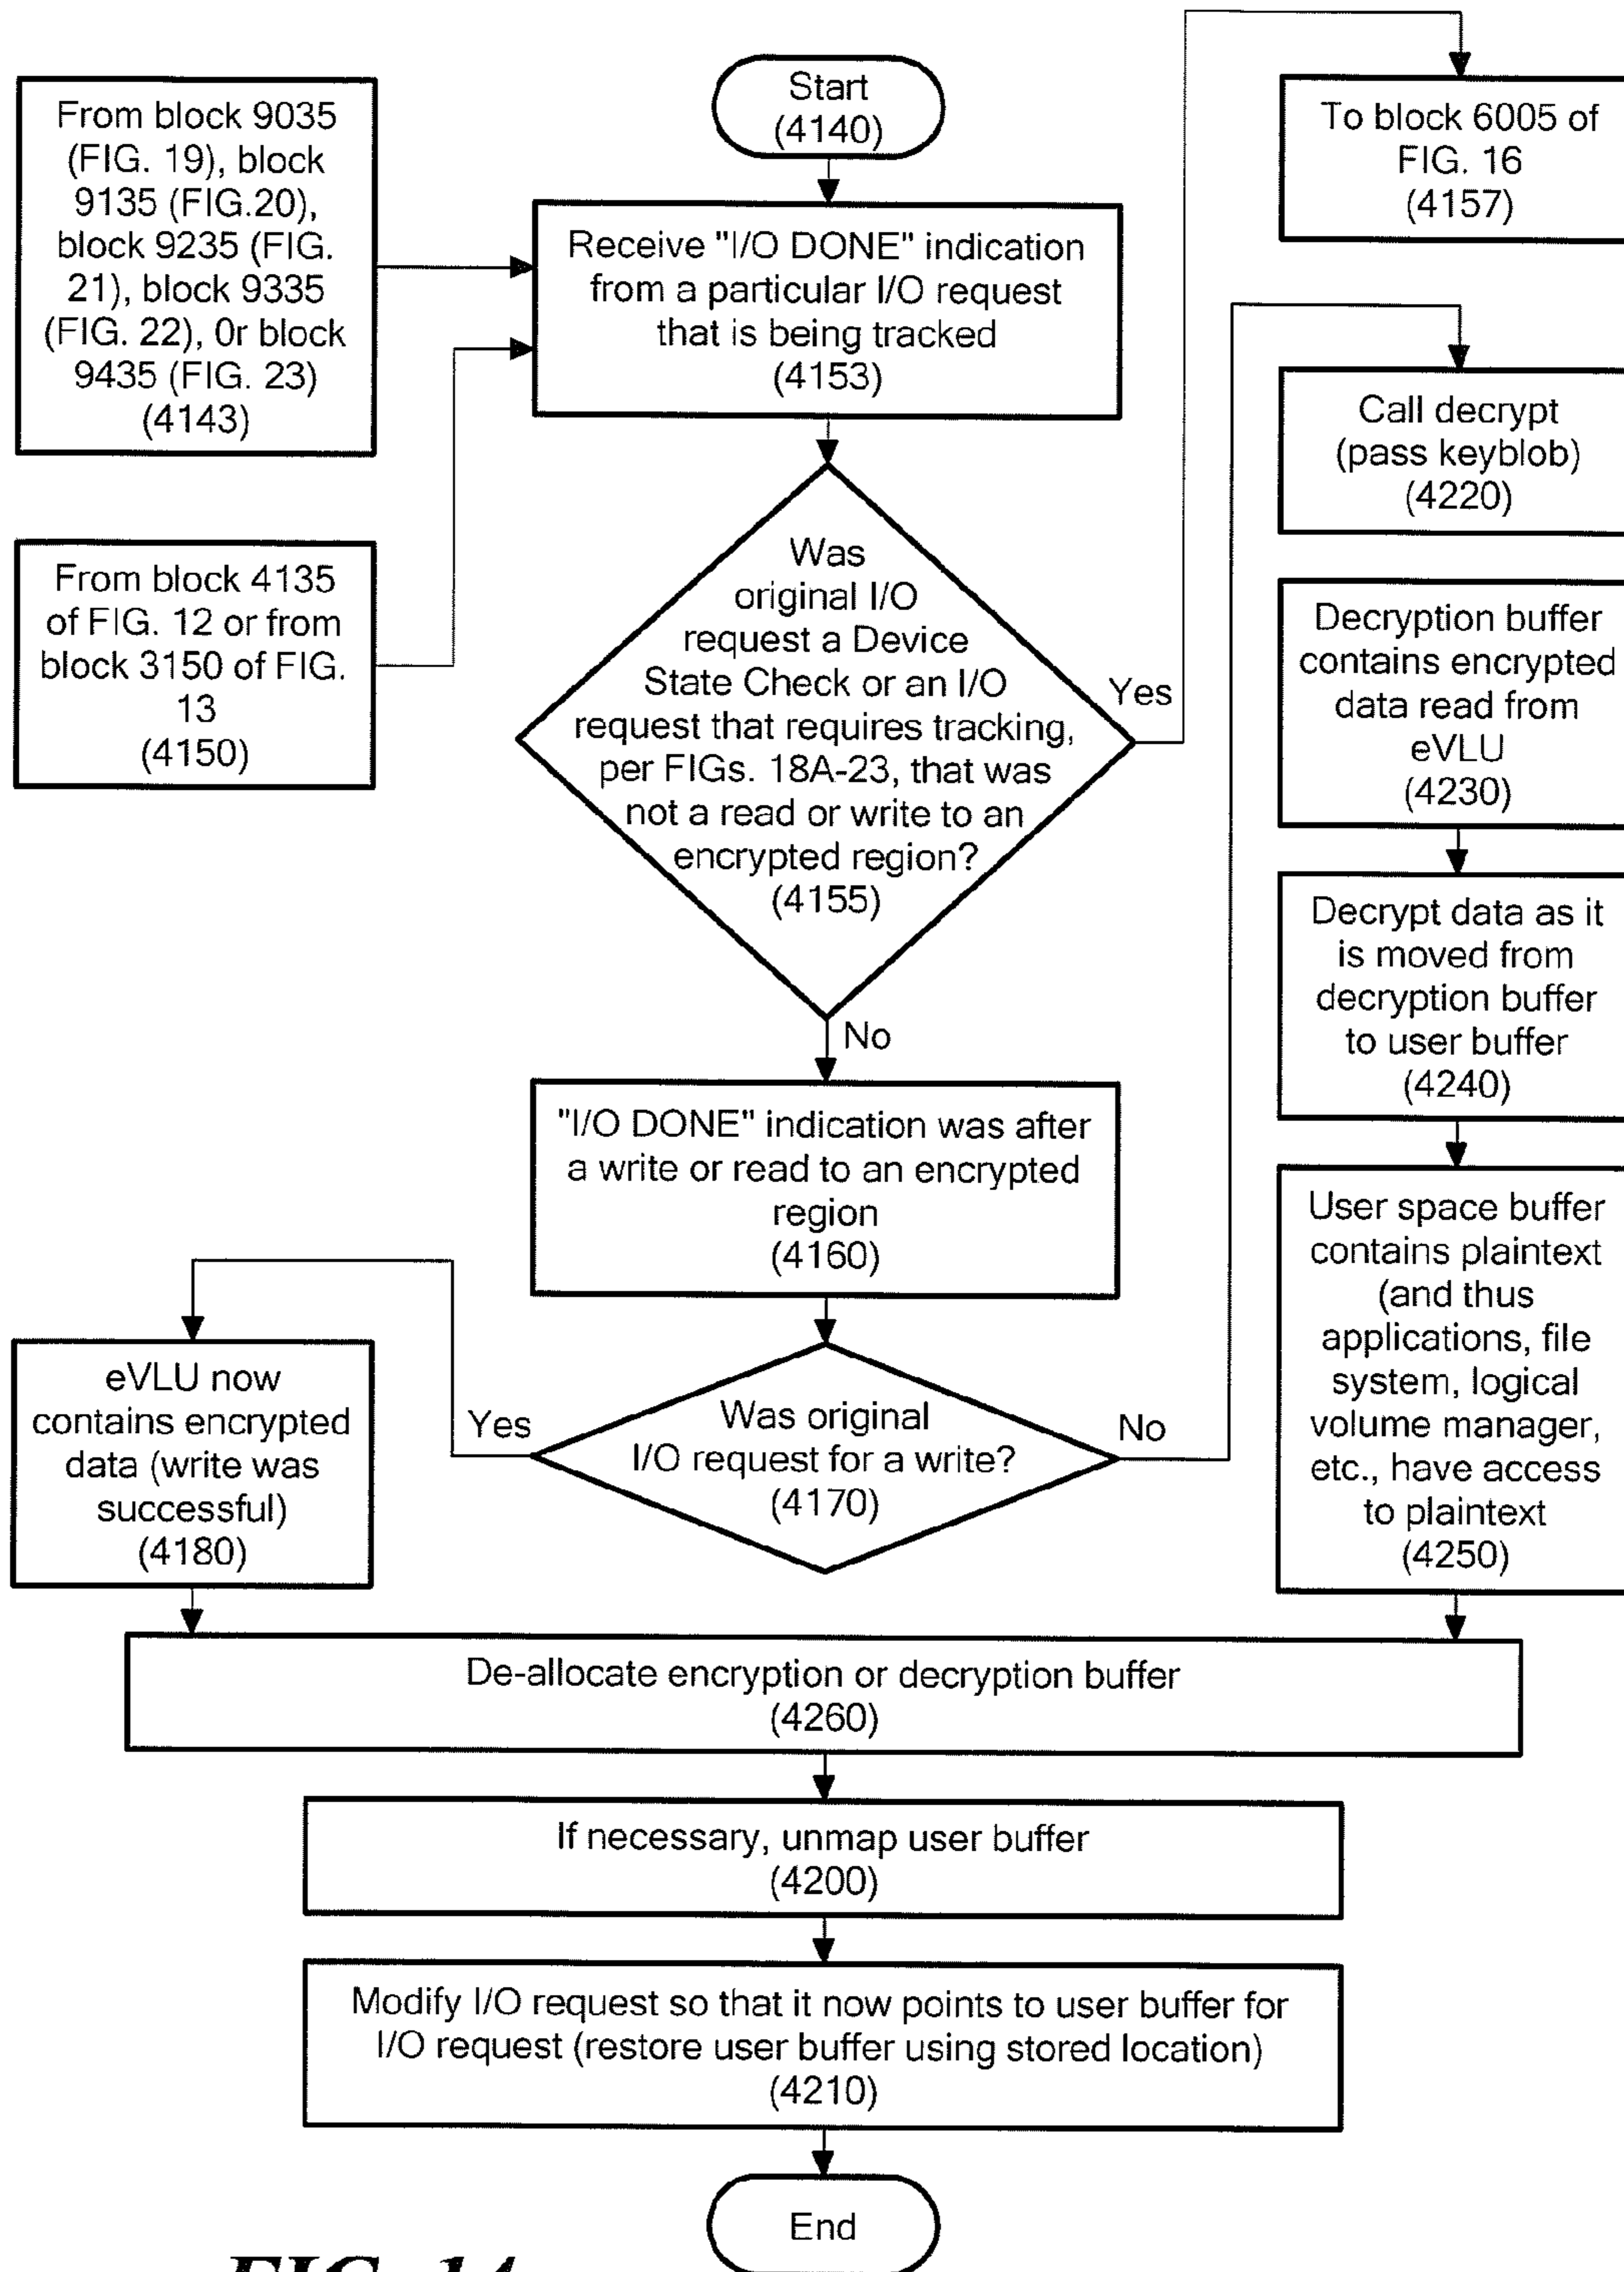 Start
(4140)
From block 9035
(FIG. 19), block
9135 (FIG.20),
block 9235 (FIG.
21), block 9335
(FIG. 22), 0r block
9435 (FIG. 23)
(4143)
Receive "I/O DONE" indication
from a particular I/O request
that is being tracked
(4153)
To block 6005 of
FIG. 16
(4157)
From block 4135
of FIG. 12 or from
block 3150 of FIG.
13
(4150)
Was
original I/O
request a Device
State Check or an I/O
request that requires tracking,
per FIGs. 18A-23, that was
not a read or write to an
encrypted region?
(4155)
Yes
No
Call decrypt
(pass keyblob)
(4220)
Decryption buffer
contains encrypted
data read from
eVLU
(4230)
Decrypt data as it
is moved from
decryption buffer
to user buffer
(4240)
"I/O DONE" indication was after
a write or read to an encrypted
region
(4160)
User space buffer
contains plaintext
(and thus
applications, file
system, logical
volume manager,
etc., have access
to plaintext
(4250)
Was original
I/O request for a write?
(4170)
Yes
No
eVLU now
contains encrypted
data (write was
successful)
(4180)
De-allocate encryption or decryption buffer
(4260)
If necessary, unmap user buffer
(4200)
Modify I/O request so that it now points to user buffer for
I/O request (restore user buffer using stored location)
(4210)
End
FIG. 14